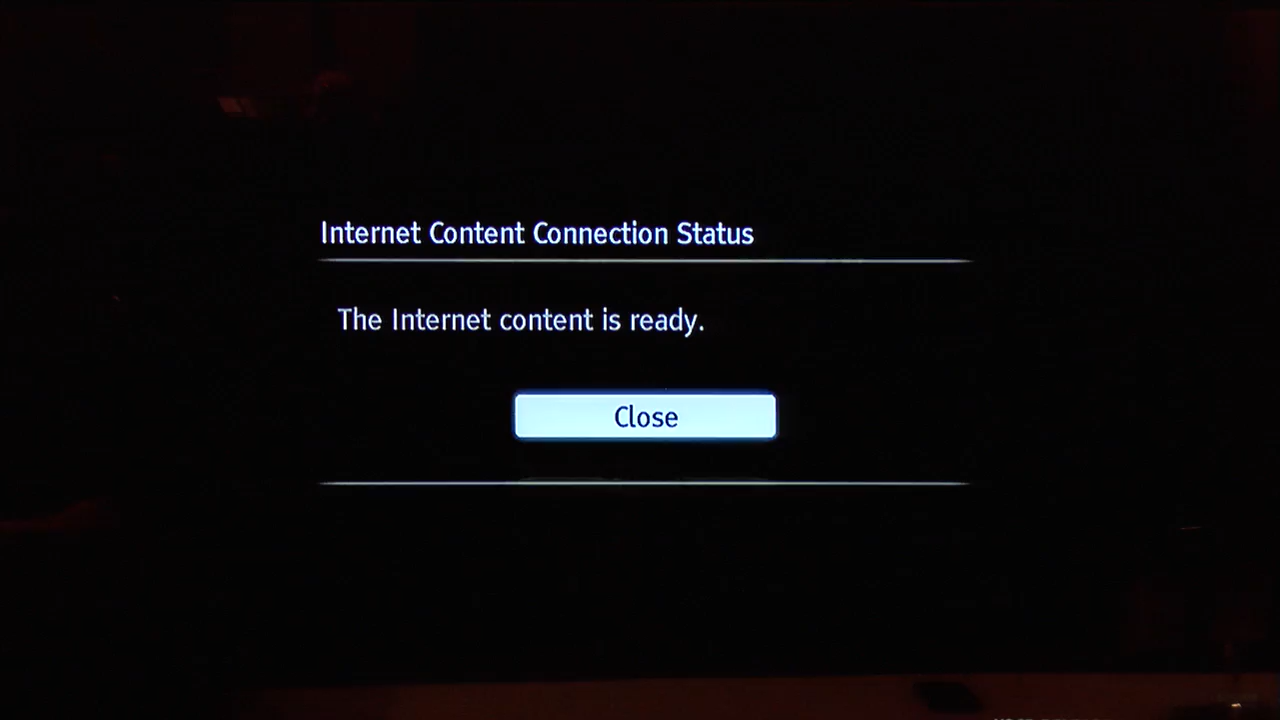 Internet Content Connection Status
The Internet content is ready.
Close